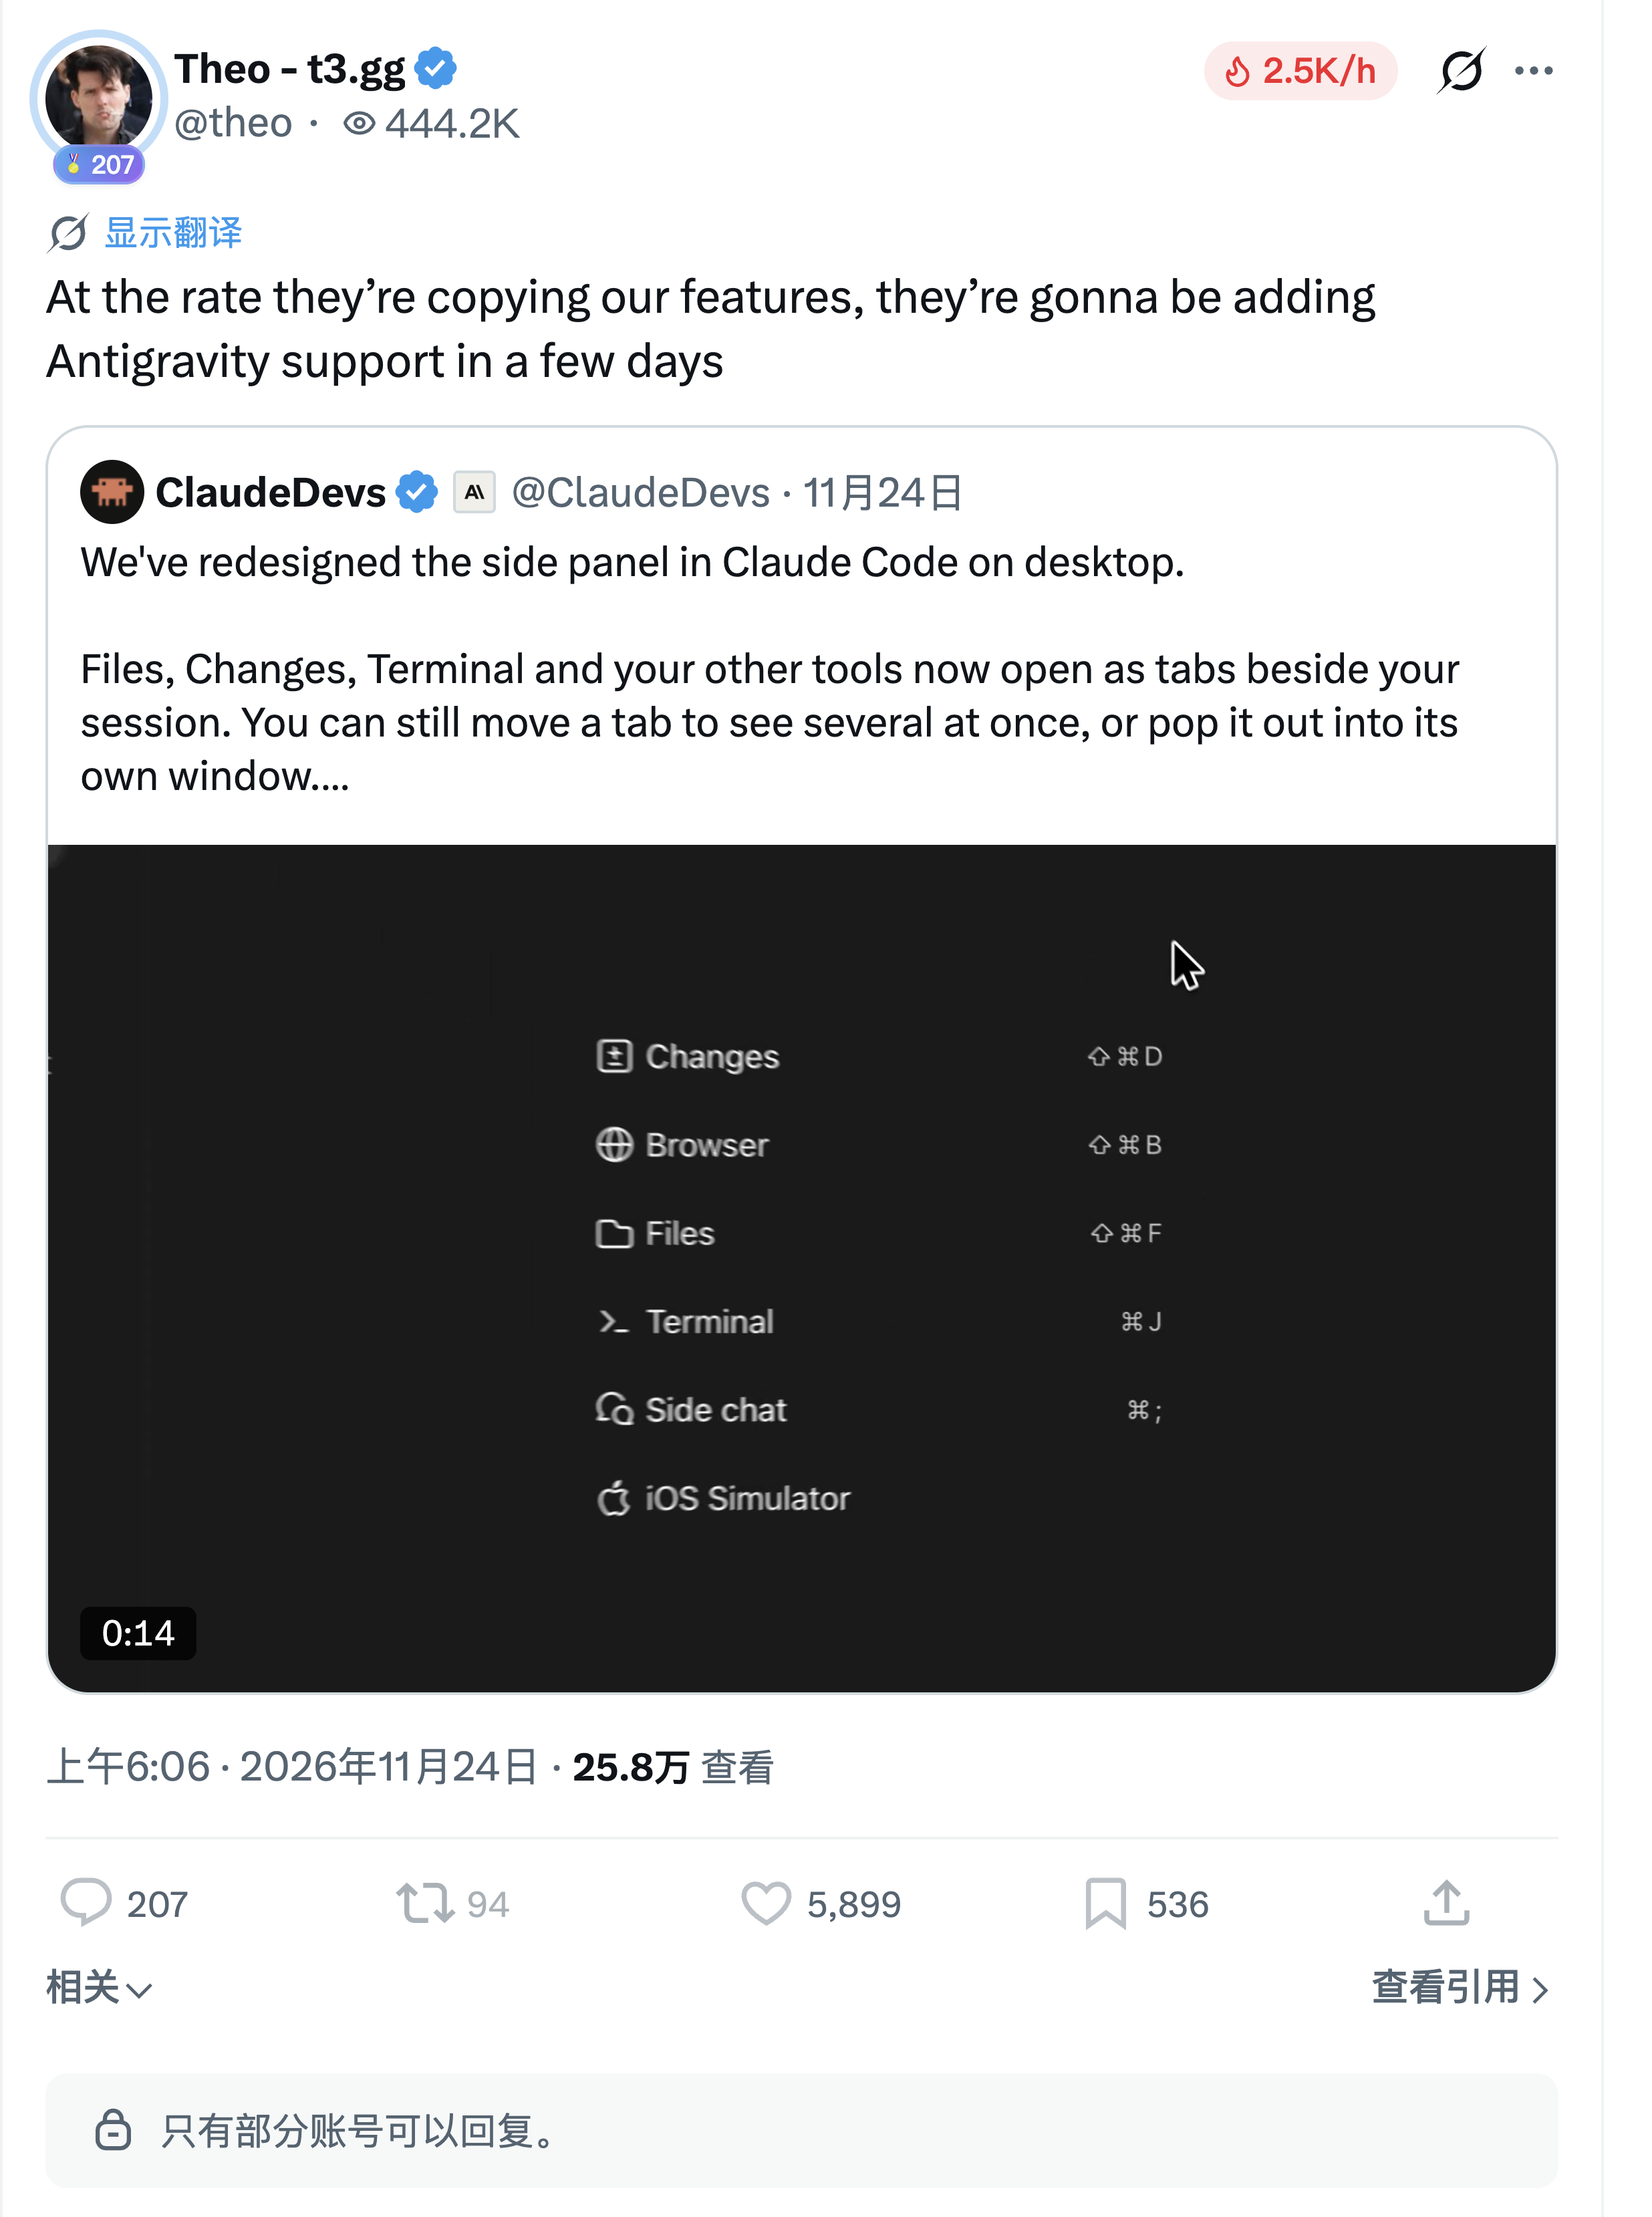 Theo - t3.gg
2.5K/h
@theo · 444.2K
207
显示翻译
At the rate they’re copying our features, they’re gonna be adding
Antigravity support in a few days
ClaudeDevs A\ @ClaudeDevs · 11月24日
We've redesigned the side panel in Claude Code on desktop.
Files, Changes, Terminal and your other tools now open as tabs beside your
session. You can still move a tab to see several at once, or pop it out into its
own window....
Changes ⇧⌘D
Browser ⇧⌘B
Files ⇧⌘F
Terminal ⌘J
Side chat ⌘;
iOS Simulator
0:14
上午6:06 · 2026年11月24日 · 25.8万 查看
207 94 5,899 536
相关 查看引用
只有部分账号可以回复。